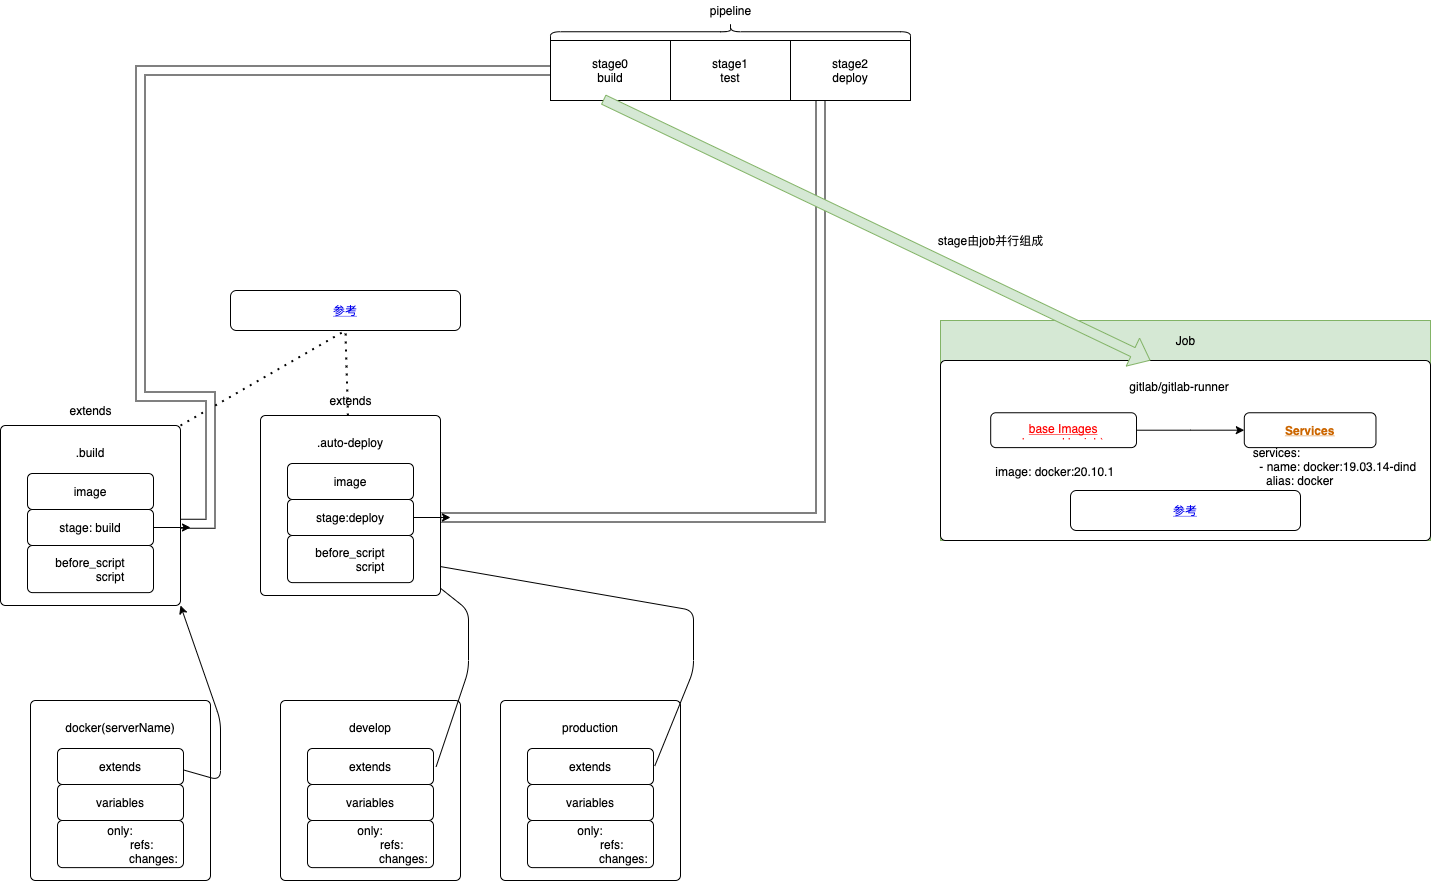 pipeline
stage0
build
stage1
test
stage2
deploy
stage由job并行组成
参考
Job
gitlab/gitlab-runner
base Images
Services
image: docker:20.10.1
services:
- name: docker:19.03.14-dind
alias: docker
参考
extends
.build
image
stage: build
before_script
script
extends
.auto-deploy
image
stage:deploy
before_script
script
docker(serverName)
extends
variables
only:
refs:
changes:
develop
extends
variables
only:
refs:
changes:
production
extends
variables
only:
refs:
changes: